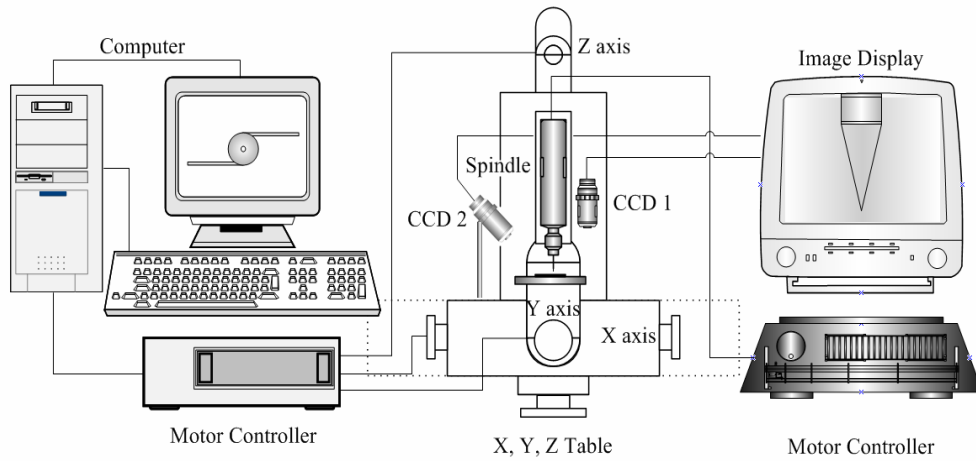 Computer
Z axis
Image Display
Spindle
CCD 2
CCD 1
Y axis
X axis
Motor Controller
X, Y, Z Table
Motor Controller